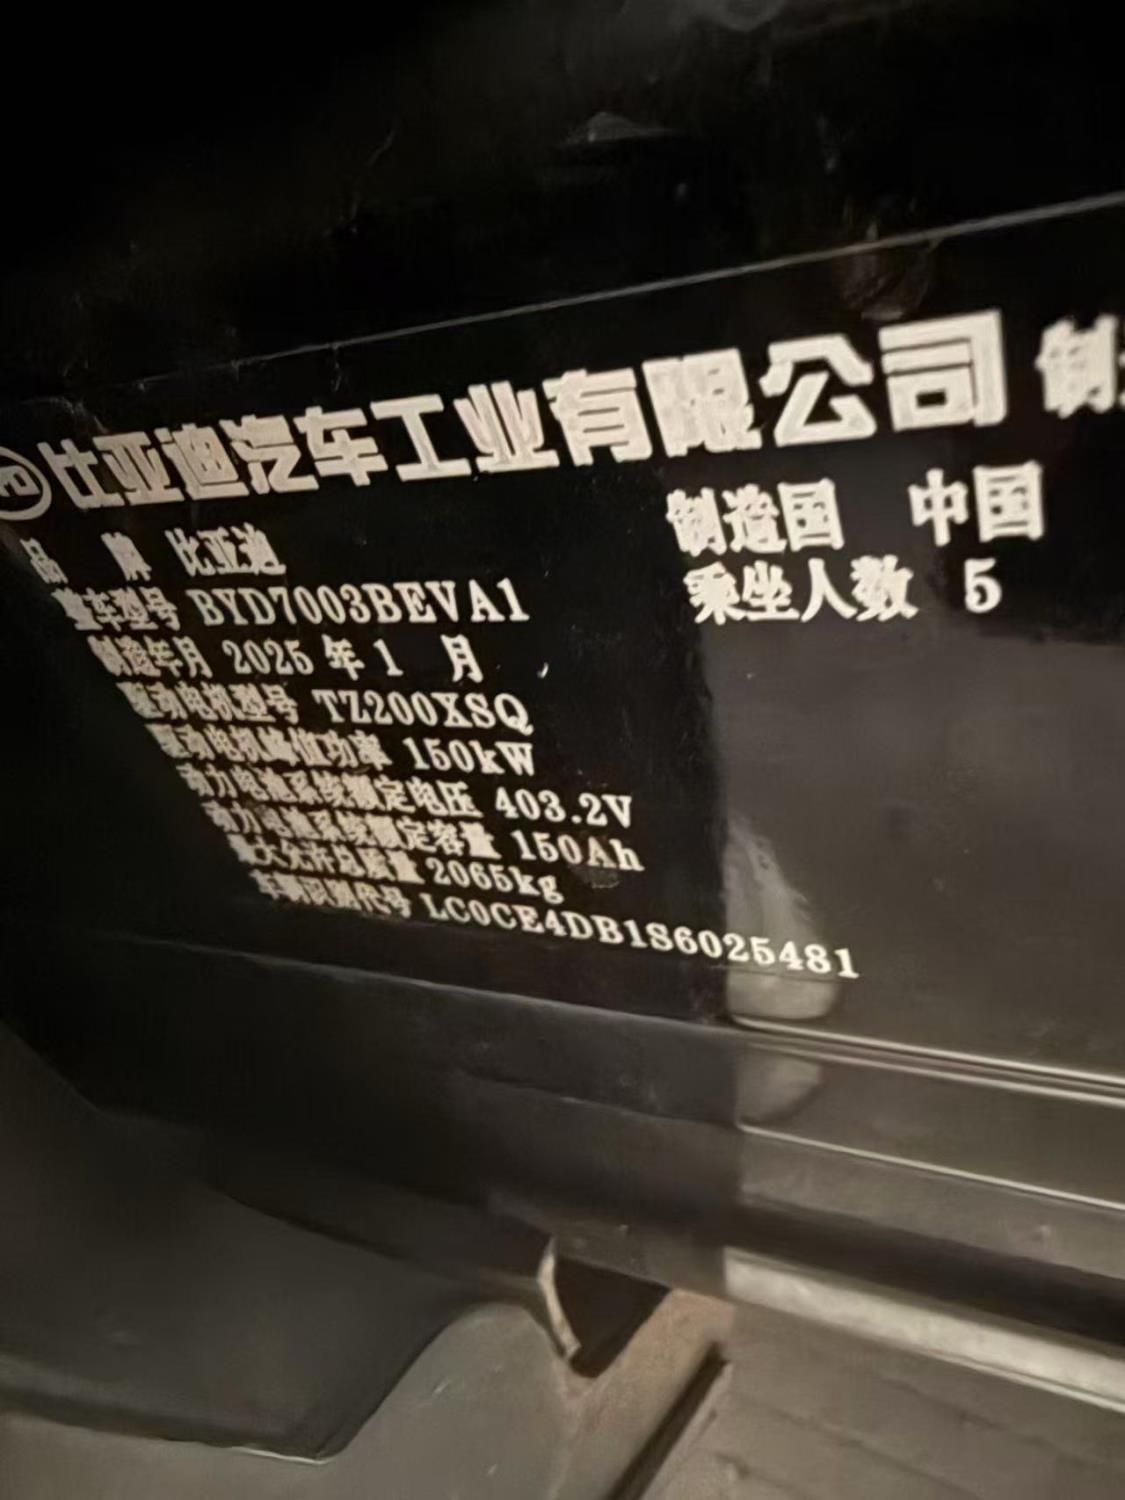 比亚迪汽车工业有限公司 制
品 牌 比亚迪 制造国 中国
整车型号 BYD7003BEVA1 乘坐人数 5
制造年月 2025 年 1 月
驱动电机型号 TZ200XSQ
驱动电机峰值功率 150kW
动力电池系统额定电压 403.2V
动力电池系统额定容量 150Ah
最大允许总质量 2065kg
车辆识别代号 LC0CE4DB1S6025481